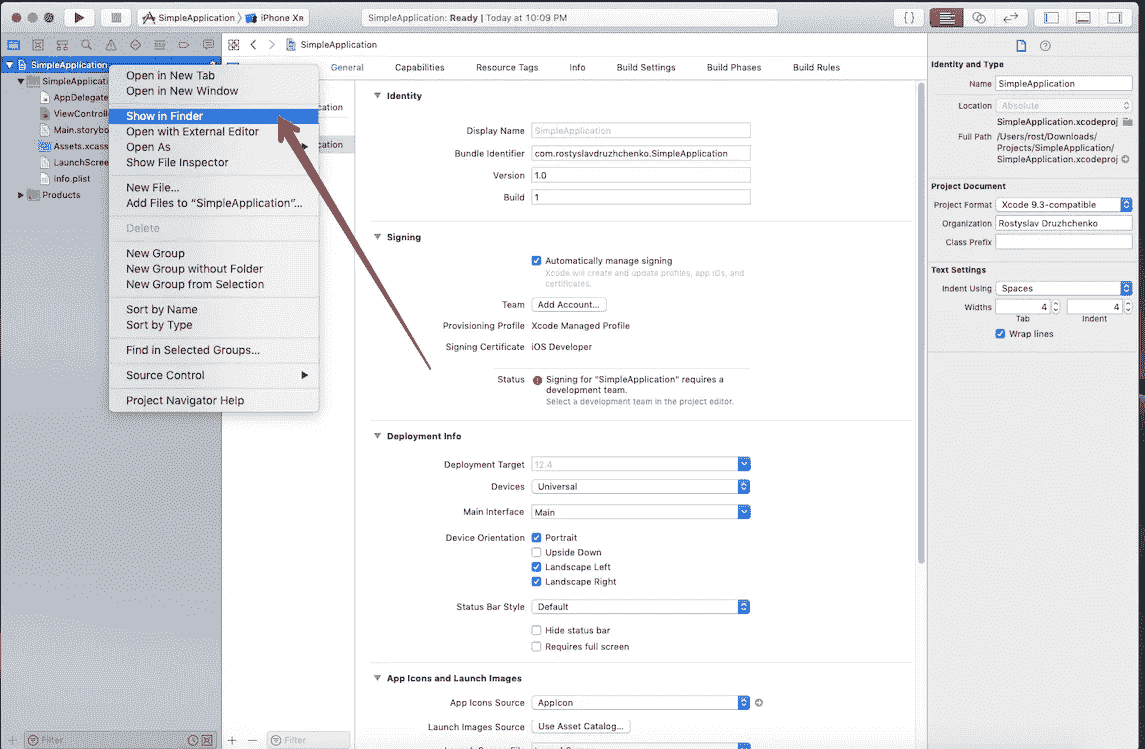 SimpleApplication
iPhone XR
SimpleApplication: Ready | Today at 10:09 PM
{ }
SimpleApplication
SimpleApplication
SimpleApplicati
AppDelegate
ViewControll
Main.storybo
Assets.xcass
LaunchScree
Info.plist
Products
Open in New Tab
Open in New Window
Show in Finder
Open with External Editor
Open As
Show File Inspector
New File...
Add Files to “SimpleApplication”...
Delete
New Group
New Group without Folder
New Group from Selection
Sort by Name
Sort by Type
Find in Selected Groups...
Source Control
Project Navigator Help
cation
cation
General Capabilities Resource Tags Info Build Settings Build Phases Build Rules
Identity
Display Name SimpleApplication
Bundle Identifier com.rostyslavdruzhchenko.SimpleApplication
Version 1.0
Build 1
Signing
Automatically manage signing
Xcode will create and update profiles, app IDs, and
certificates.
Team Add Account...
Provisioning Profile Xcode Managed Profile
Signing Certificate iOS Developer
Status Signing for "SimpleApplication" requires a
development team.
Select a development team in the project editor.
Deployment Info
Deployment Target 12.4
Devices Universal
Main Interface Main
Device Orientation Portrait
Upside Down
Landscape Left
Landscape Right
Status Bar Style Default
Hide status bar
Requires full screen
App Icons and Launch Images
App Icons Source AppIcon
Launch Images Source Use Asset Catalog...
Identity and Type
Name SimpleApplication
Location Absolute
SimpleApplication.xcodeproj
Full Path /Users/rost/Downloads/
Projects/SimpleApplication/
SimpleApplication.xcodeproj
Project Document
Project Format Xcode 9.3-compatible
Organization Rostyslav Druzhchenko
Class Prefix
Text Settings
Indent Using Spaces
Widths 4 4
Tab Indent
Wrap lines
Filter
Filter